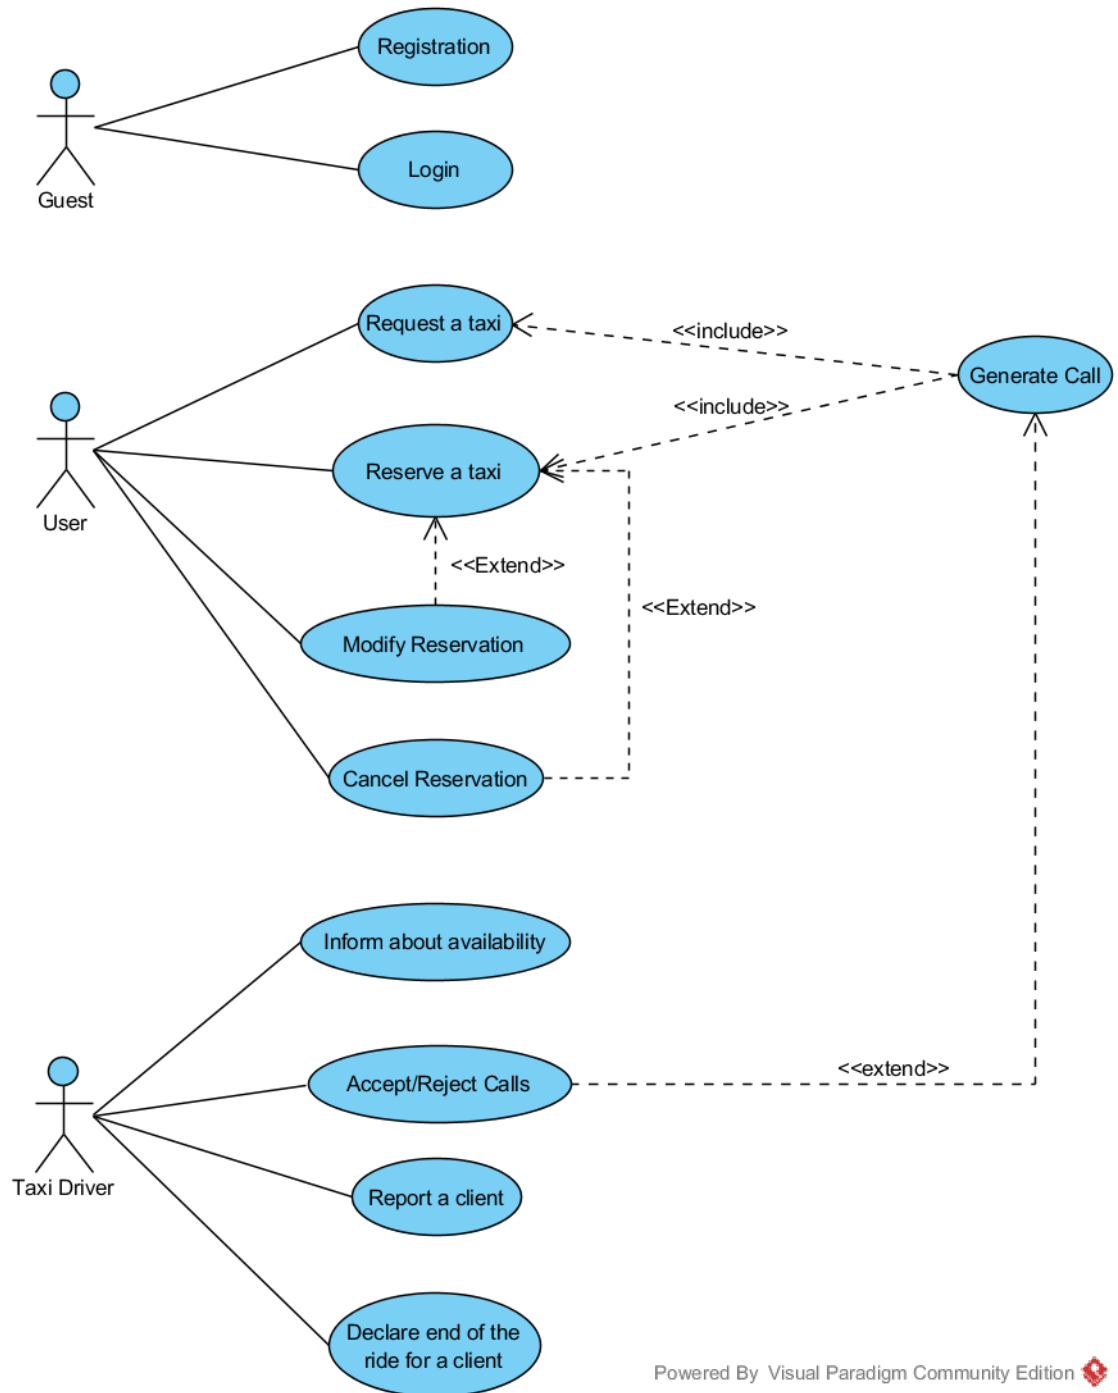 Registration
Login
Guest
Request a taxi
<<include>>
Generate Call
<<include>>
Reserve a taxi
User
<<Extend>>
<<Extend>>
Modify Reservation
Cancel Reservation
Inform about availability
Accept/Reject Calls
<<extend>>
Taxi Driver
Report a client
Declare end of the
ride for a client
Powered By Visual Paradigm Community Edition